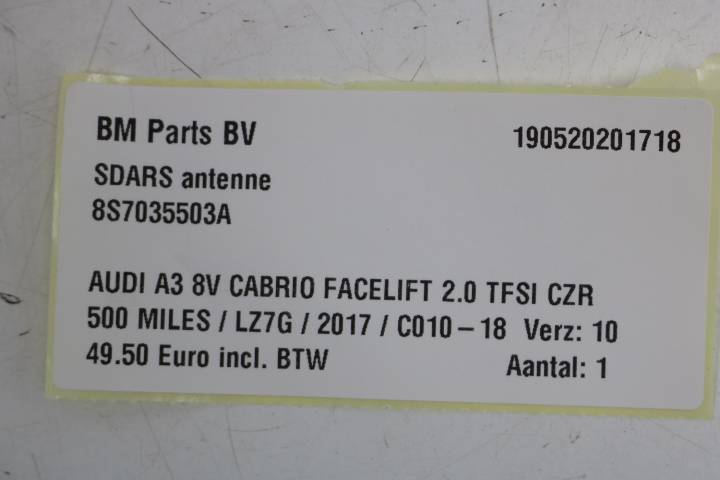 BM Parts BV 190520201718
SDARS antenne
8S7035503A
AUDI A3 8V CABRIO FACELIFT 2.0 TFSI CZR
500 MILES / LZ7G / 2017 / C010-18 Verz: 10
49.50 Euro incl. BTW Aantal: 1